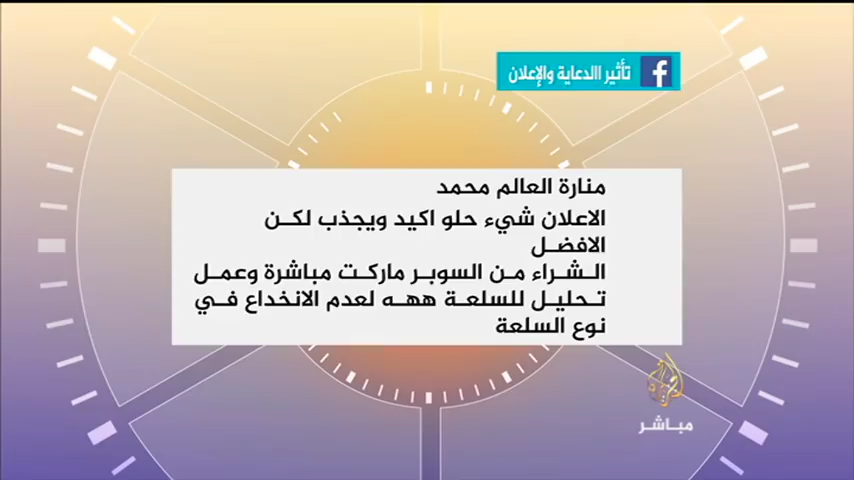 تأثير االدعاية والإعلان
منارة العالم محمد
الاعلان شيء حلو اكيد ويجذب لكن
الافضل
الشراء من السوبر ماركت مباشرة وعمل
تحليل للسلعة ههه لعدم الانخداع في
نوع السلعة
مباشر